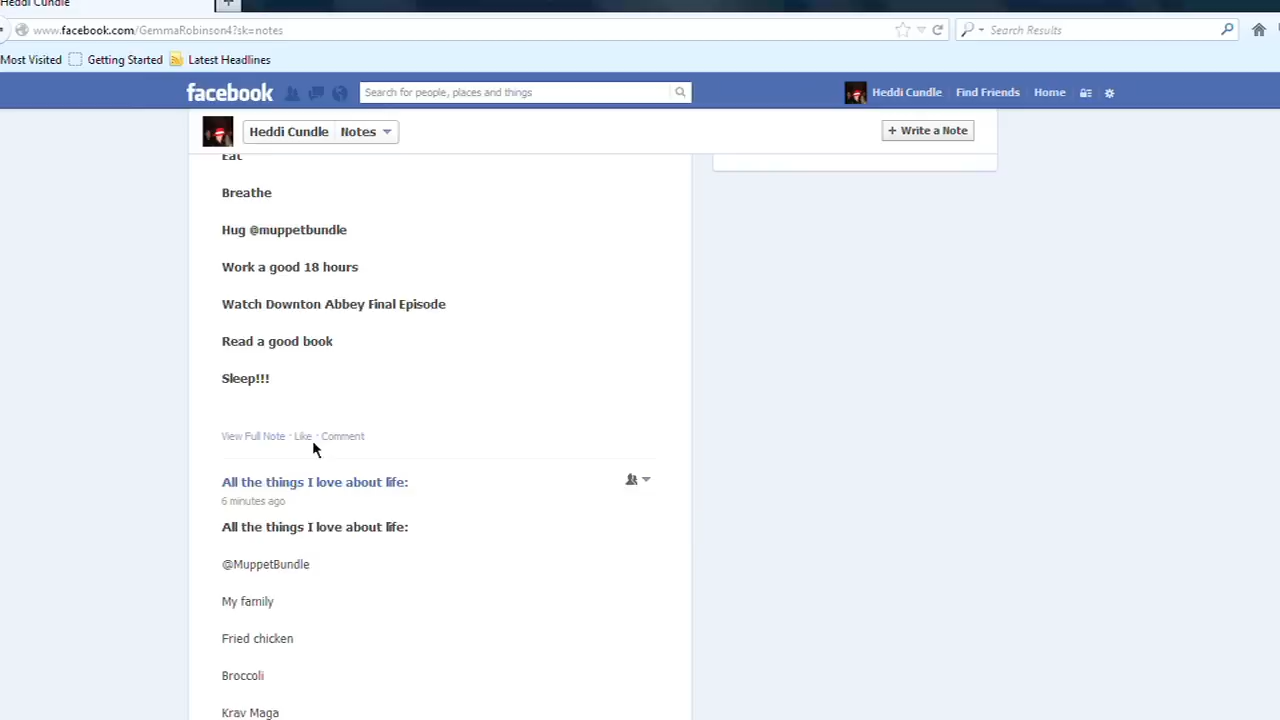 Heddi Cundle
www.facebook.com/GemmaRobinson4?sk=notes
Search Results
Most Visited Getting Started Latest Headlines
facebook
Search for people, places and things
Heddi Cundle Find Friends Home
Heddi Cundle Notes
+ Write a Note
Eat
Breathe
Hug @muppetbundle
Work a good 18 hours
Watch Downton Abbey Final Episode
Read a good book
Sleep!!!
View Full Note · Like · Comment
All the things I love about life:
6 minutes ago
All the things I love about life:
@MuppetBundle
My family
Fried chicken
Broccoli
Krav Maga